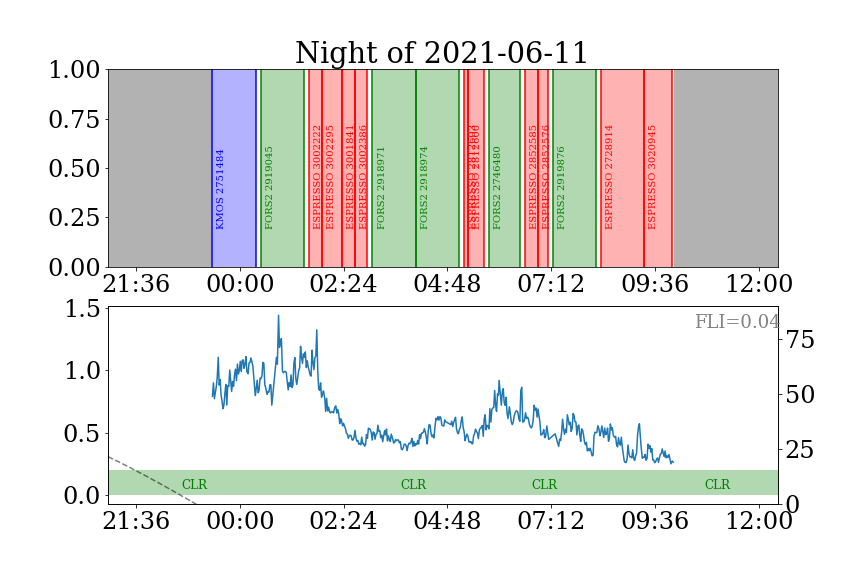 Night of 2021-06-11
1.00
0.75
0.50
0.25
0.00
KMOS 2751484
FORS2 2919045
ESPRESSO 3002222
ESPRESSO 3002295
ESPRESSO 3001841
ESPRESSO 3002386
FORS2 2918971
FORS2 2918974
ESPRESSO
FORS2 2746480
ESPRESSO 2852585
ESPRESSO 2852576
FORS2 2919876
ESPRESSO 2728914
ESPRESSO 3020945
21:36 00:00 02:24 04:48 07:12 09:36 12:00
1.5
1.0
0.5
0.0
FLI=0.04
75
50
25
0
CLR CLR CLR CLR
21:36 00:00 02:24 04:48 07:12 09:36 12:00